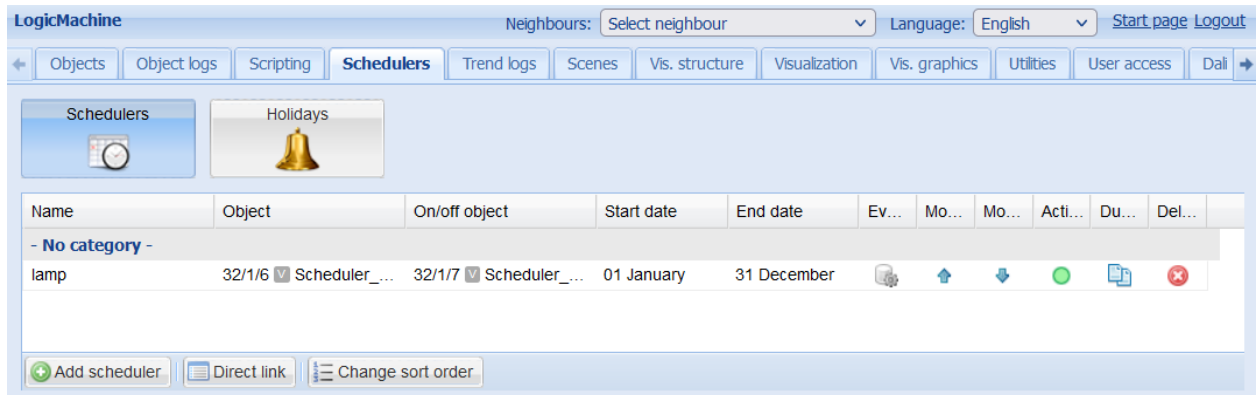 LogicMachine Neighbours: Select neighbour Language: English Start page Logout
Objects Object logs Scripting Schedulers Trend logs Scenes Vis. structure Visualization Vis. graphics Utilities User access Dali
Schedulers Holidays
Name Object On/off object Start date End date Ev... Mo... Mo... Acti... Du... Del...
- No category -
lamp 32/1/6 V Scheduler_... 32/1/7 V Scheduler_... 01 January 31 December
Add scheduler Direct link Change sort order